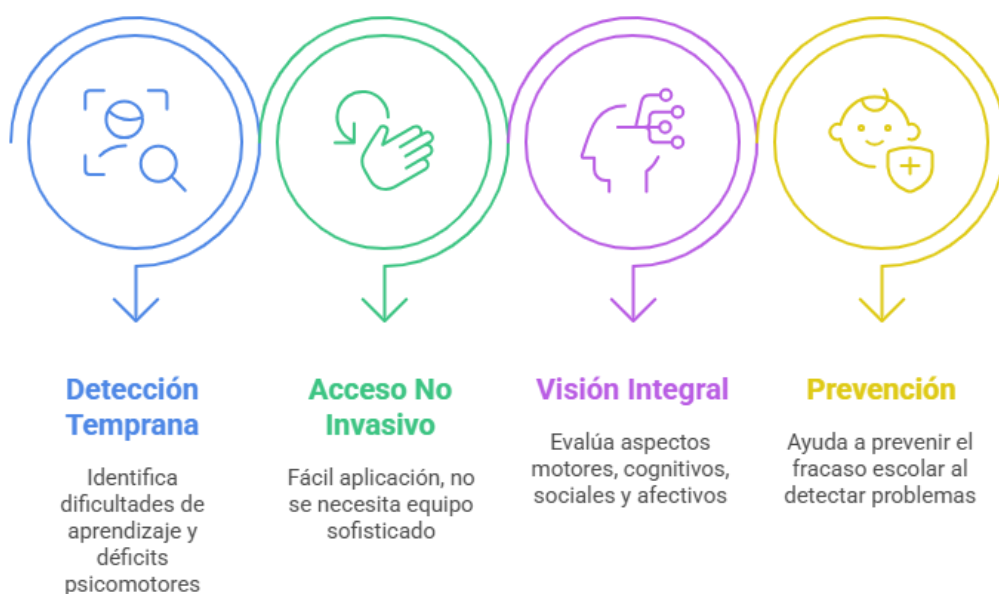 Detección
Temprana
Identifica
dificultades de
aprendizaje y
déficits
psicomotores
Acceso No
Invasivo
Fácil aplicación, no
se necesita equipo
sofisticado
Visión Integral
Evalúa aspectos
motores, cognitivos,
sociales y afectivos
Prevención
Ayuda a prevenir el
fracaso escolar al
detectar problemas